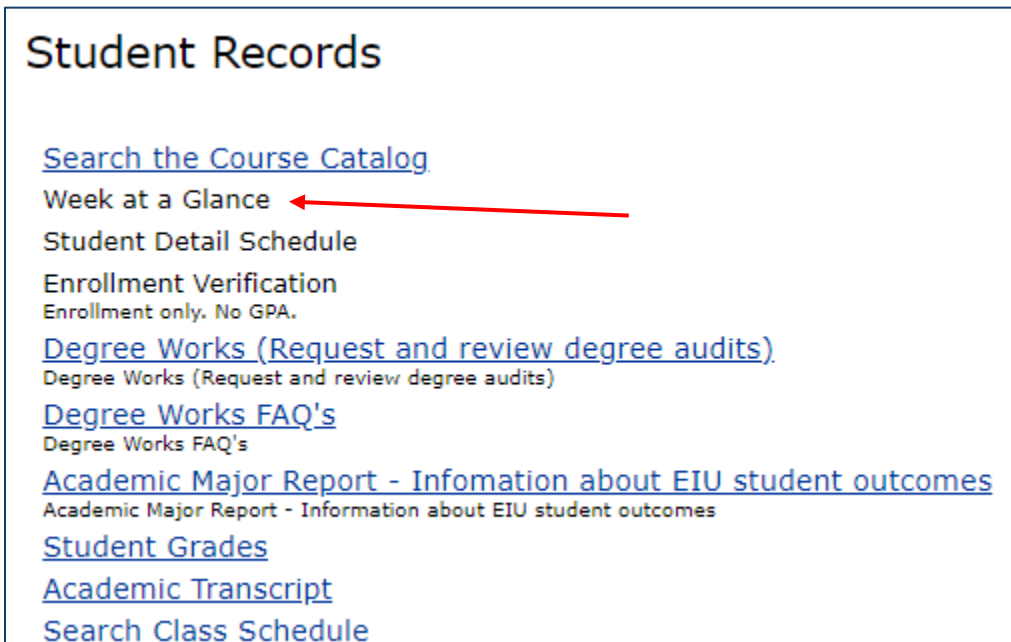 Student Records
Search the Course Catalog
Week at a Glance
Student Detail Schedule
Enrollment Verification
Enrollment only. No GPA.
Degree Works (Request and review degree audits)
Degree Works (Request and review degree audits)
Degree Works FAQ's
Degree Works FAQ's
Academic Major Report - Infomation about EIU student outcomes
Academic Major Report - Information about EIU student outcomes
Student Grades
Academic Transcript
Search Class Schedule